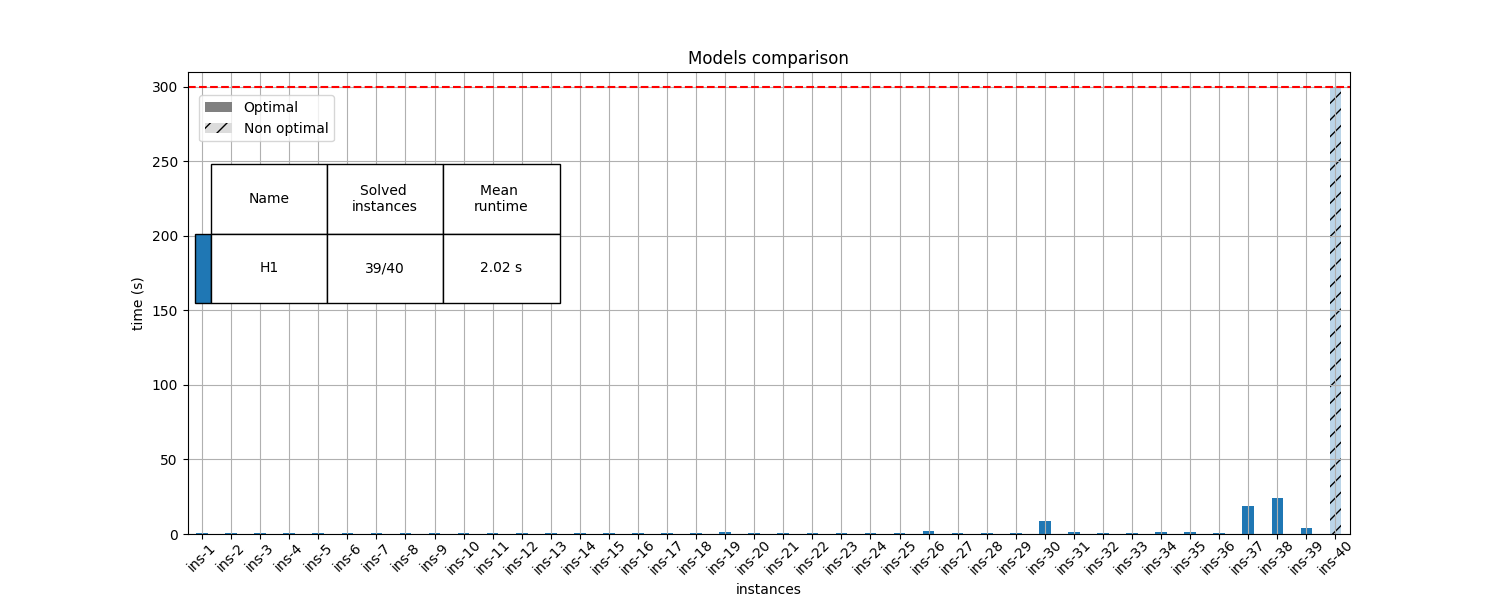 Models comparison
300
250
200
150
100
50
0
time (s)
Optimal
Non optimal
Name
Solved
instances
Mean
runtime
H1
39/40
2.02 s
ins-1
ins-2
ins-3
ins-4
ins-5
ins-6
ins-7
ins-8
ins-9
ins-10
ins-11
ins-12
ins-13
ins-14
ins-15
ins-16
ins-17
ins-18
ins-19
ins-20
ins-21
ins-22
ins-23
ins-24
ins-25
ins-26
ins-27
ins-28
ins-29
ins-30
ins-31
ins-32
ins-33
ins-34
ins-35
ins-36
ins-37
ins-38
ins-39
ins-40
instances